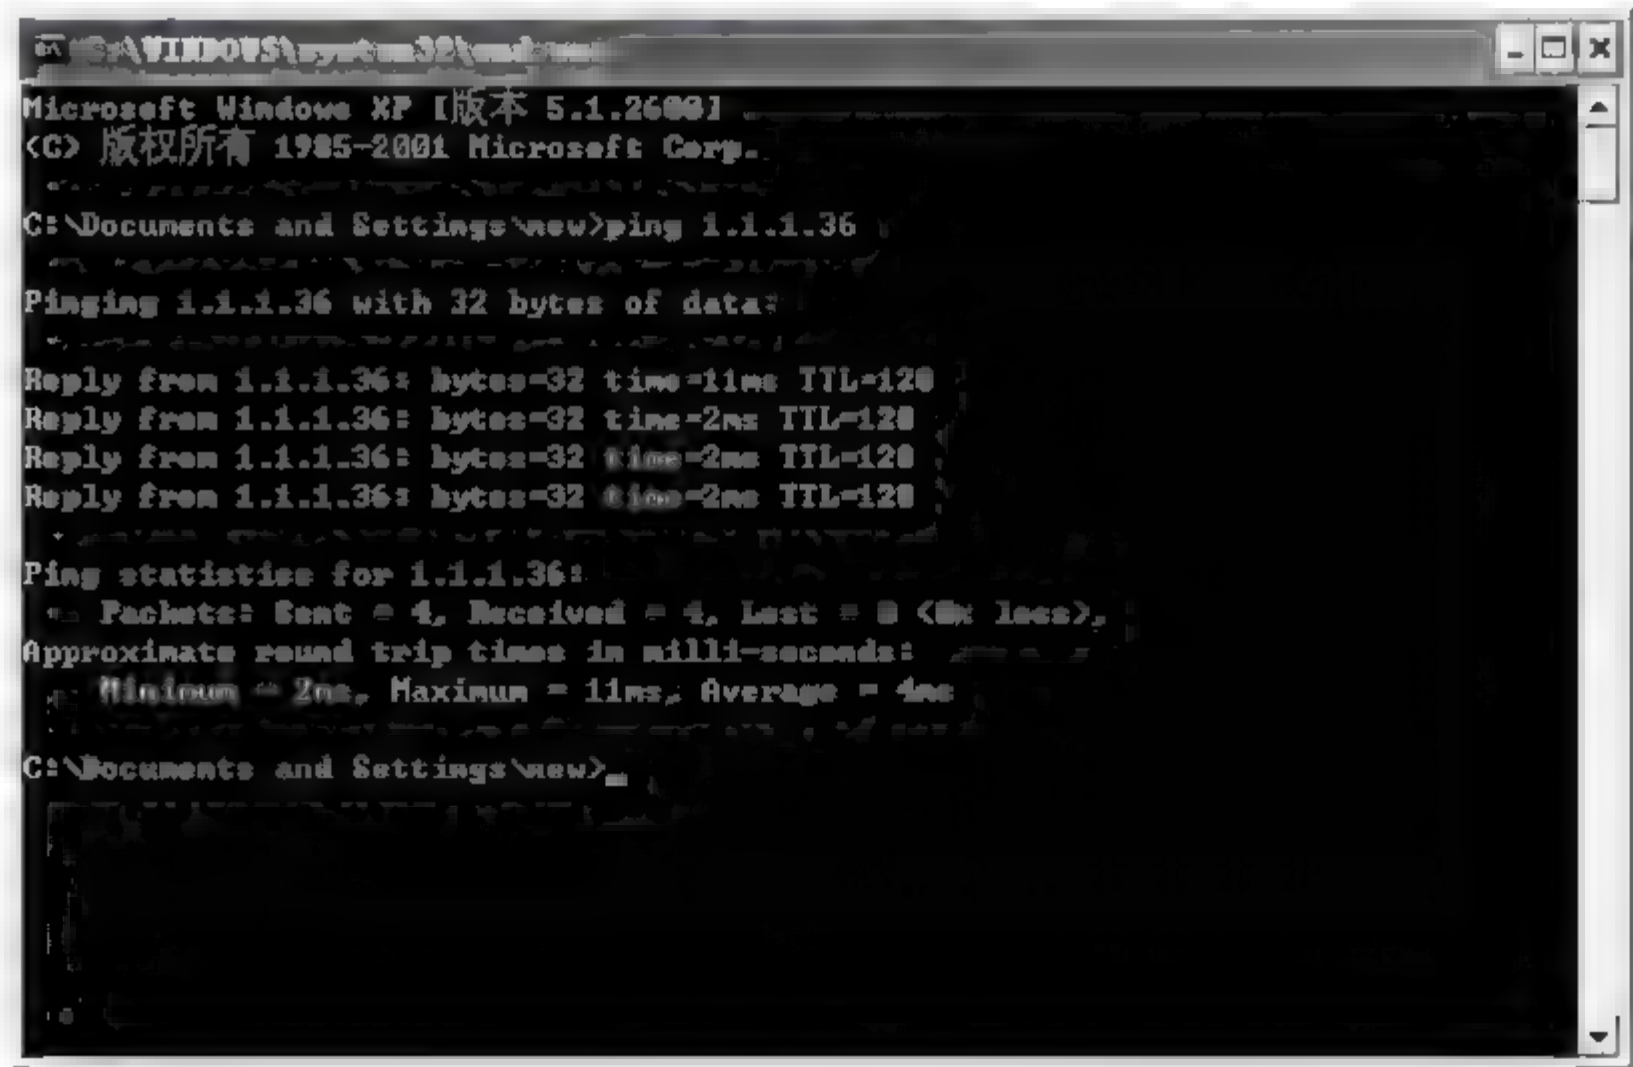 C:\WINDOWS\system32\cmd.exe
Microsoft Windows XP [版本 5.1.2600]
(C) 版权所有 1985-2001 Microsoft Corp.
C:\Documents and Settings\new>ping 1.1.1.36
Pinging 1.1.1.36 with 32 bytes of data:
Reply from 1.1.1.36: bytes=32 time=11ms TTL=128
Reply from 1.1.1.36: bytes=32 time=2ms TTL=128
Reply from 1.1.1.36: bytes=32 time=2ms TTL=128
Reply from 1.1.1.36: bytes=32 time=2ms TTL=128
Ping statistics for 1.1.1.36:
Packets: Sent = 4, Received = 4, Lost = 0 (0% loss),
Approximate round trip times in milli-seconds:
Minimum = 2ms, Maximum = 11ms, Average = 4ms
C:\Documents and Settings\new>_